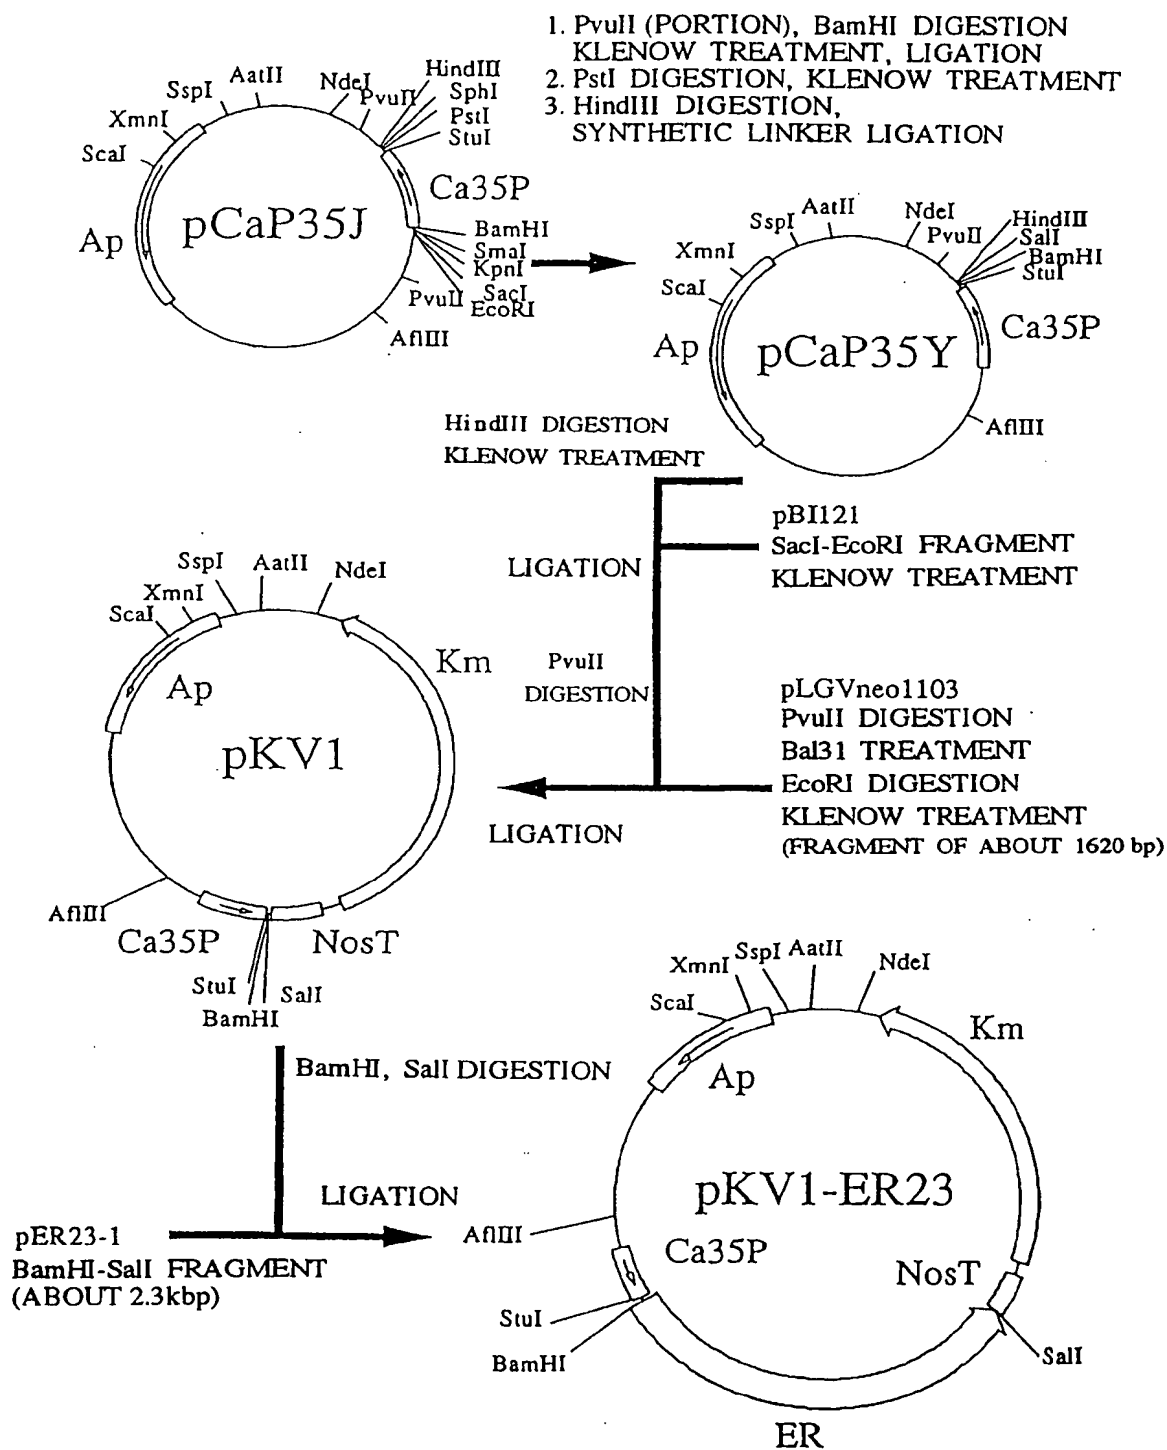 1. PvuII (PORTION), BamHI DIGESTION
KLENOW TREATMENT, LIGATION
2. PstI DIGESTION, KLENOW TREATMENT
3. HindIII DIGESTION,
SYNTHETIC LINKER LIGATION
ScaI
XmnI
SspI
AatII
NdeI
PvuII
HindIII
SphI
PstI
StuI
Ca35P
pCaP35J
Ap
BamHI
SmaI
KpnI
SacI
EcoRI
PvuII
AflIII
ScaI
XmnI
SspI
AatII
NdeI
PvuII
HindIII
SalI
BamHI
StuI
Ca35P
pCaP35Y
Ap
AflIII
HindIII DIGESTION
KLENOW TREATMENT
pBI121
SacI-EcoRI FRAGMENT
KLENOW TREATMENT
LIGATION
PvuII
DIGESTION
pLGVneo1103
PvuII DIGESTION
Bal31 TREATMENT
EcoRI DIGESTION
KLENOW TREATMENT
(FRAGMENT OF ABOUT 1620 bp)
LIGATION
ScaI
XmnI
SspI
AatII
NdeI
Km
Ap
pKV1
AflIII
Ca35P
NosT
StuI
SalI
BamHI
BamHI, SalI DIGESTION
LIGATION
pER23-1
BamHI-SalI FRAGMENT
(ABOUT 2.3kbp)
ScaI
XmnI
SspI
AatII
NdeI
Km
Ap
pKV1-ER23
AflIII
Ca35P
NosT
StuI
BamHI
SalI
ER